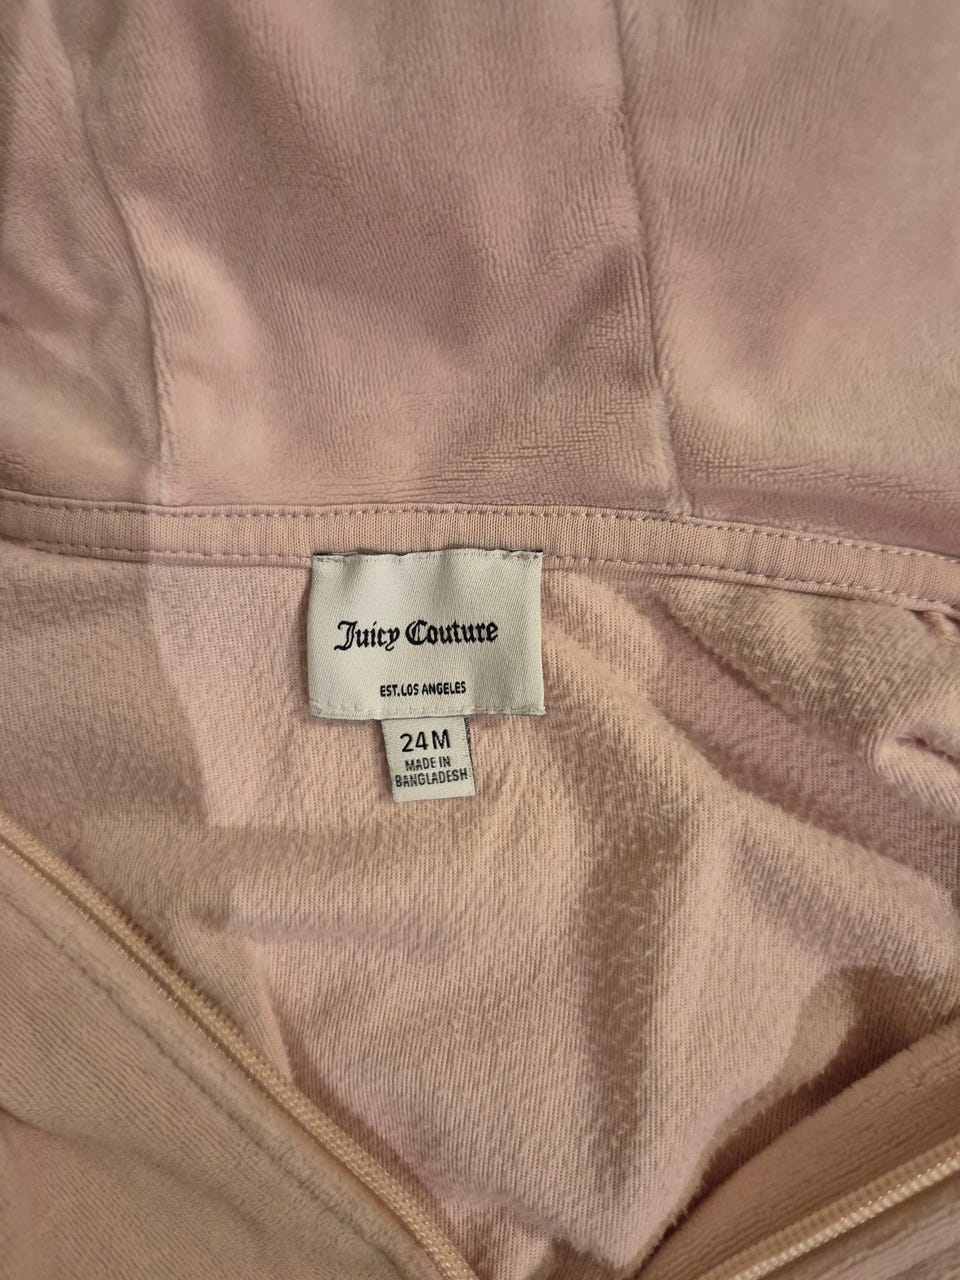 Juicy Couture
EST. LOS ANGELES
24M
MADE IN
BANGLADESH